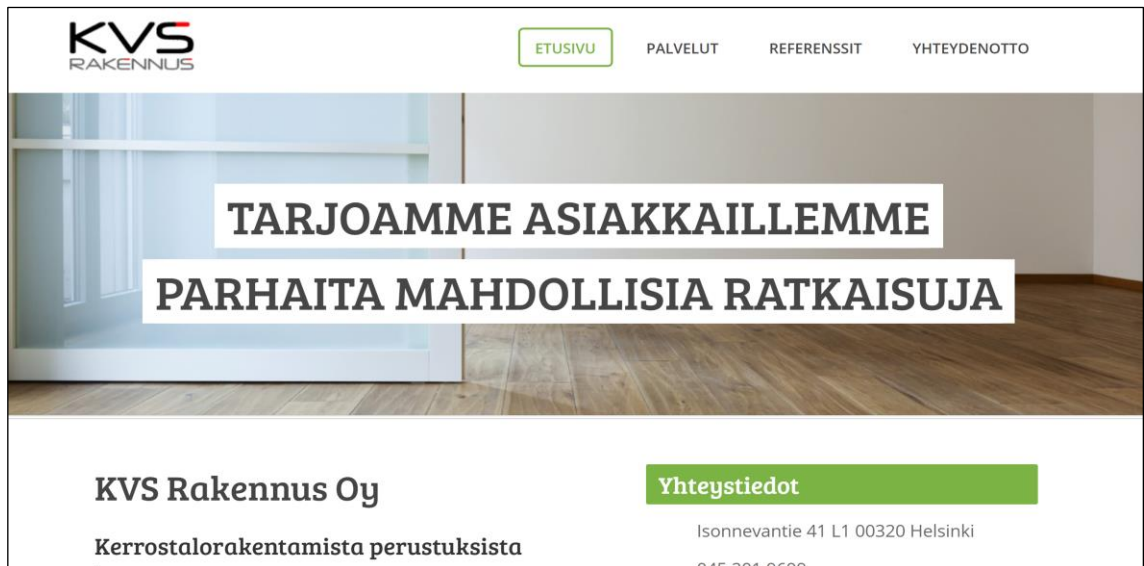 KVS
RAKENNUS
ETUSIVU PALVELUT REFERENSSIT YHTEYDENOTTO
TARJOAMME ASIAKKAILLEMME
PARHAITA MAHDOLLISIA RATKAISUJA
KVS Rakennus Oy
Yhteystiedot
Kerrostalorakentamista perustuksista
Isonnevantie 41 L1 00320 Helsinki